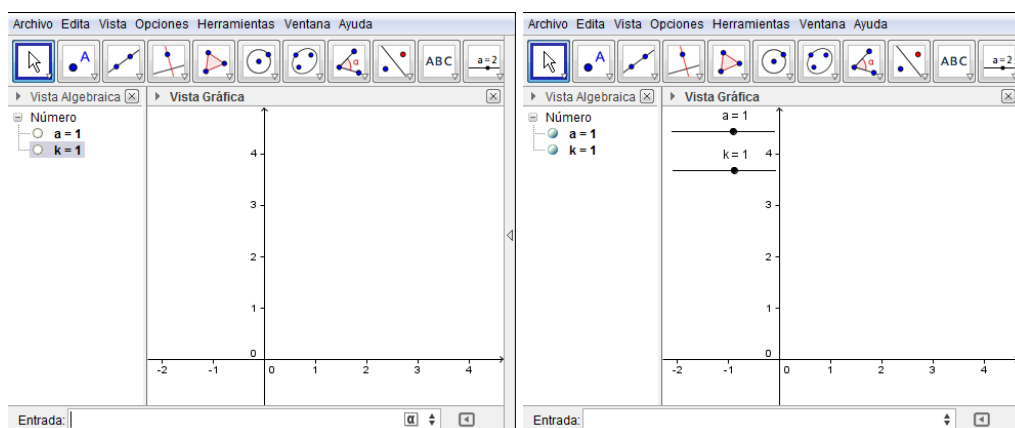 Archivo Edita Vista Opciones Herramientas Ventana Ayuda
A
α
ABC
a=2
Vista Algebraica
Vista Gráfica
Número
a = 1
k = 1
4
3
2
1
0
-2 -1 0 1 2 3 4
Entrada:
α
Archivo Edita Vista Opciones Herramientas Ventana Ayuda
A
α
ABC
a=2
Vista Algebraica
Vista Gráfica
Número
a = 1
k = 1
a = 1
k = 1
4
3
2
1
0
-2 -1 0 1 2 3 4
Entrada: